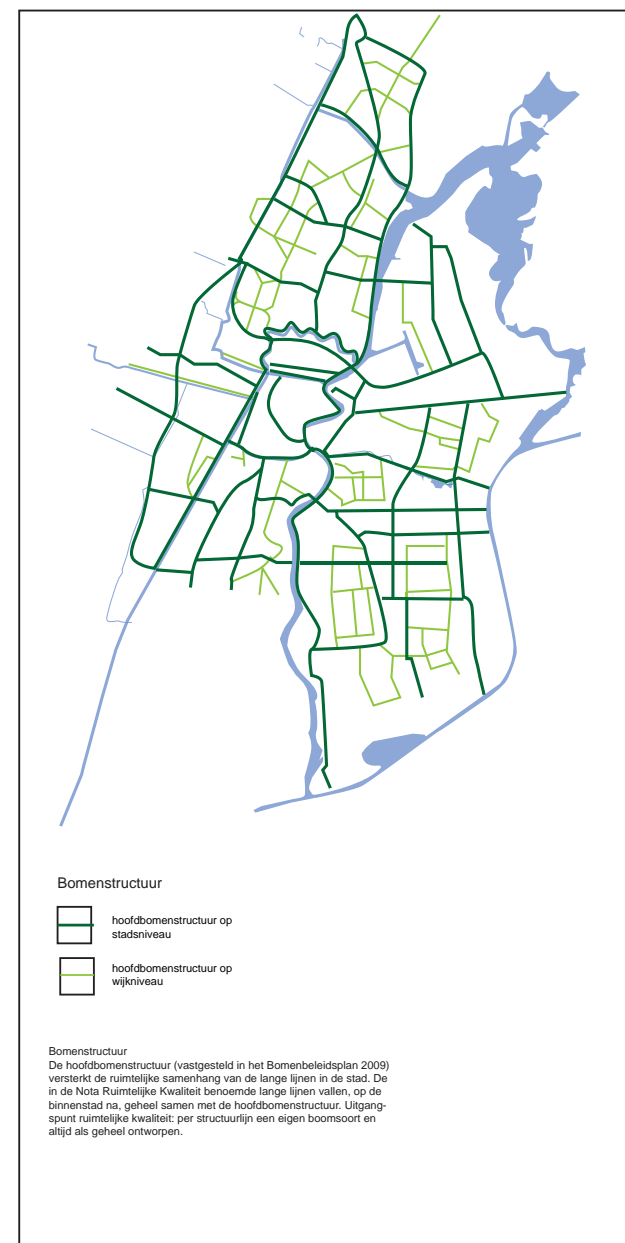 Bomenstructuur
hoofdbomenstructuur op
stadsniveau
hoofdbomenstructuur op
wijkniveau
Bomenstructuur
De hoofdbomenstructuur (vastgesteld in het Bomenbeleidsplan 2009)
versterkt de ruimtelijke samenhang van de lange lijnen in de stad. De
in de Nota Ruimtelijke Kwaliteit benoemde lange lijnen vallen, op de
binnenstad na, geheel samen met de hoofdbomenstructuur. Uitgang-
spunt ruimtelijke kwaliteit: per structuurlijn een eigen boomsoort en
altijd als geheel ontworpen.